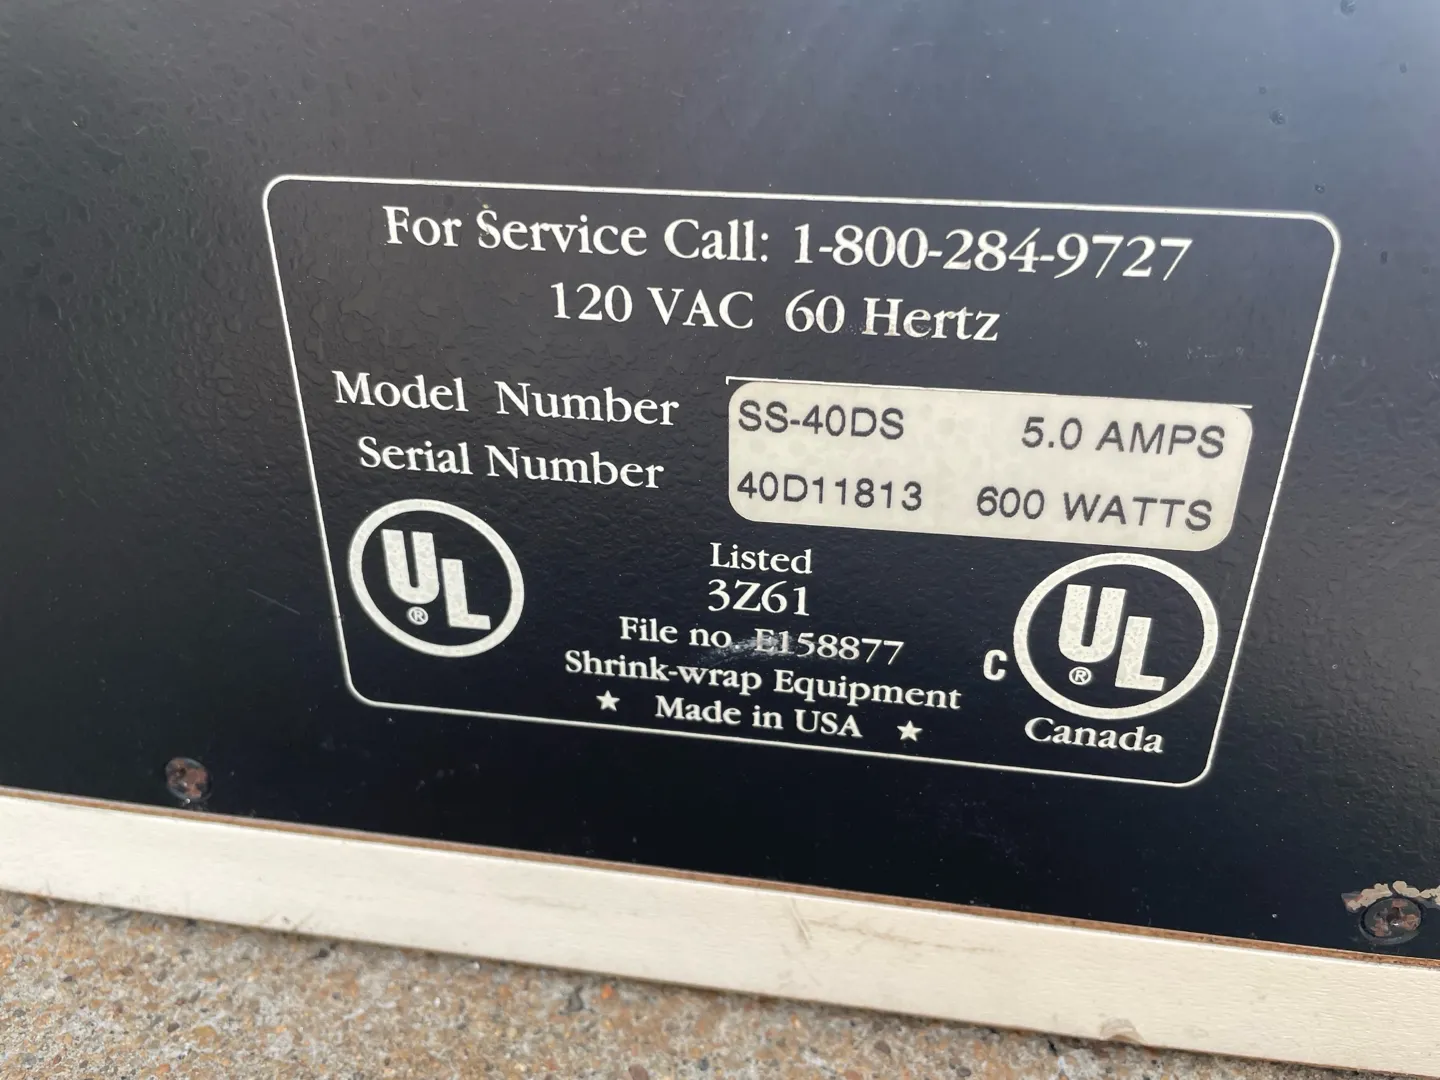 For Service Call: 1-800-284-9727
120 VAC 60 Hertz
Model Number SS-40DS 5.0 AMPS
Serial Number 40D11813 600 WATTS
UL®
Listed
3Z61
File no. E158877
Shrink-wrap Equipment
★ Made in USA ★
C UL®
Canada